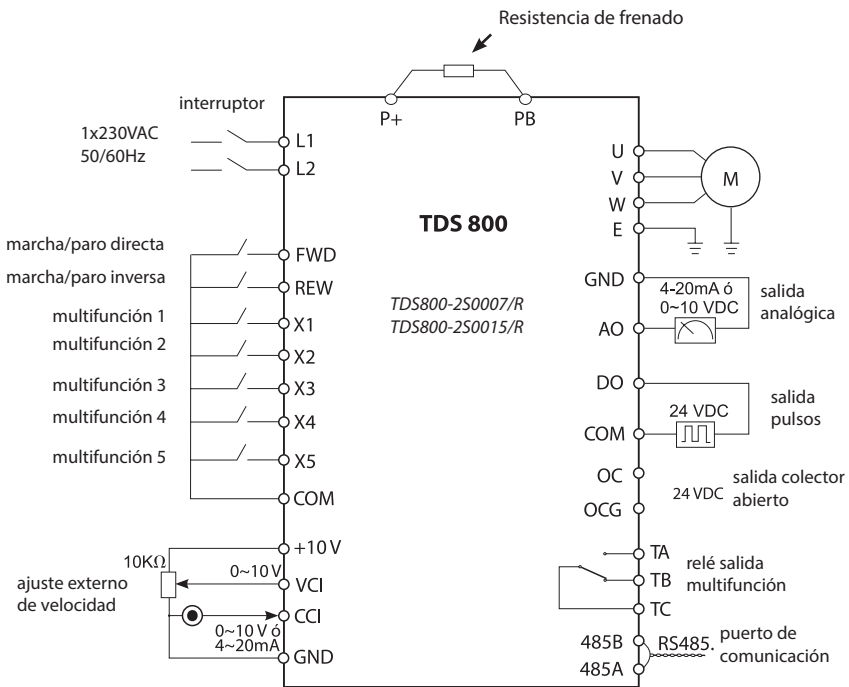 Resistencia de frenado
P+
PB
interruptor
1x230VAC
50/60Hz
L1
L2
U
V
W
E
M
TDS 800
TDS800-2S0007/R
TDS800-2S0015/R
marcha/paro directa
FWD
marcha/paro inversa
REW
multifunción 1
X1
multifunción 2
X2
multifunción 3
X3
multifunción 4
X4
multifunción 5
X5
COM
GND
4-20mA ó
0~10 VDC
AO
salida
analógica
DO
24 VDC
COM
salida
pulsos
OC
OCG
24 VDC
salida colector
abierto
+10 V
10KΩ
0~10 V
VCI
ajuste externo
de velocidad
CCI
0~10 V ó
4~20mA
GND
TA
TB
TC
relé salida
multifunción
485B
485A
RS485.
puerto de
comunicación